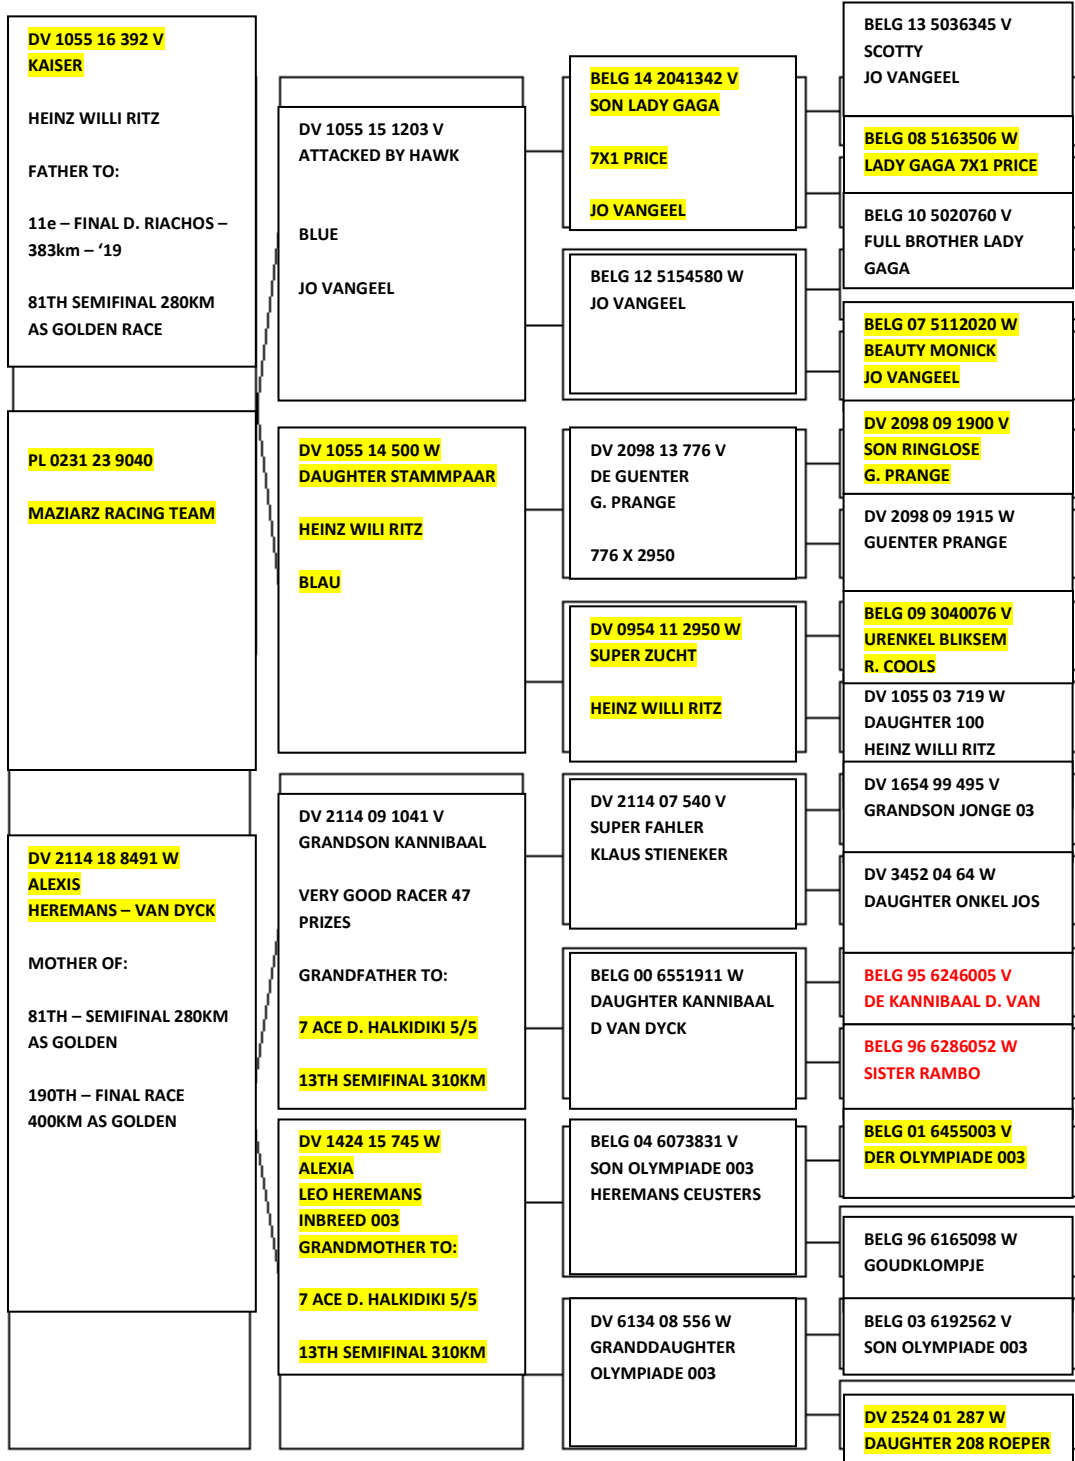 DV 1055 16 392 V
KAISER
HEINZ WILLI RITZ
FATHER TO:
11e – FINAL D. RIACHOS –
383km – ‘19
81TH SEMIFINAL 280KM
AS GOLDEN RACE
PL 0231 23 9040
MAZIARZ RACING TEAM
DV 2114 18 8491 W
ALEXIS
HEREMANS – VAN DYCK
MOTHER OF:
81TH – SEMIFINAL 280KM
AS GOLDEN
190TH – FINAL RACE
400KM AS GOLDEN
DV 1055 15 1203 V
ATTACKED BY HAWK
BLUE
JO VANGEEL
DV 1055 14 500 W
DAUGHTER STAMMPAAR
HEINZ WILI RITZ
BLAU
DV 2114 09 1041 V
GRANDSON KANNIBAAL
VERY GOOD RACER 47
PRIZES
GRANDFATHER TO:
7 ACE D. HALKIDIKI 5/5
13TH SEMIFINAL 310KM
DV 1424 15 745 W
ALEXIA
LEO HEREMANS
INBREED 003
GRANDMOTHER TO:
7 ACE D. HALKIDIKI 5/5
13TH SEMIFINAL 310KM
BELG 14 2041342 V
SON LADY GAGA
7X1 PRICE
JO VANGEEL
BELG 12 5154580 W
JO VANGEEL
DV 2098 13 776 V
DE GUENTER
G. PRANGE
776 X 2950
DV 0954 11 2950 W
SUPER ZUCHT
HEINZ WILLI RITZ
DV 2114 07 540 V
SUPER FAHLER
KLAUS STIENEKER
BELG 00 6551911 W
DAUGHTER KANNIBAAL
D VAN DYCK
BELG 04 6073831 V
SON OLYMPIADE 003
HEREMANS CEUSTERS
DV 6134 08 556 W
GRANDDAUGHTER
OLYMPIADE 003
BELG 13 5036345 V
SCOTTY
JO VANGEEL
BELG 08 5163506 W
LADY GAGA 7X1 PRICE
BELG 10 5020760 V
FULL BROTHER LADY
GAGA
BELG 07 5112020 W
BEAUTY MONICK
JO VANGEEL
DV 2098 09 1900 V
SON RINGLOSE
G. PRANGE
DV 2098 09 1915 W
GUENTER PRANGE
BELG 09 3040076 V
URENKEL BLIKSEM
R. COOLS
DV 1055 03 719 W
DAUGHTER 100
HEINZ WILLI RITZ
DV 1654 99 495 V
GRANDSON JONGE 03
DV 3452 04 64 W
DAUGHTER ONKEL JOS
BELG 95 6246005 V
DE KANNIBAAL D. VAN
BELG 96 6286052 W
SISTER RAMBO
BELG 01 6455003 V
DER OLYMPIADE 003
BELG 96 6165098 W
GOUDKLOMPJE
BELG 03 6192562 V
SON OLYMPIADE 003
DV 2524 01 287 W
DAUGHTER 208 ROEPER